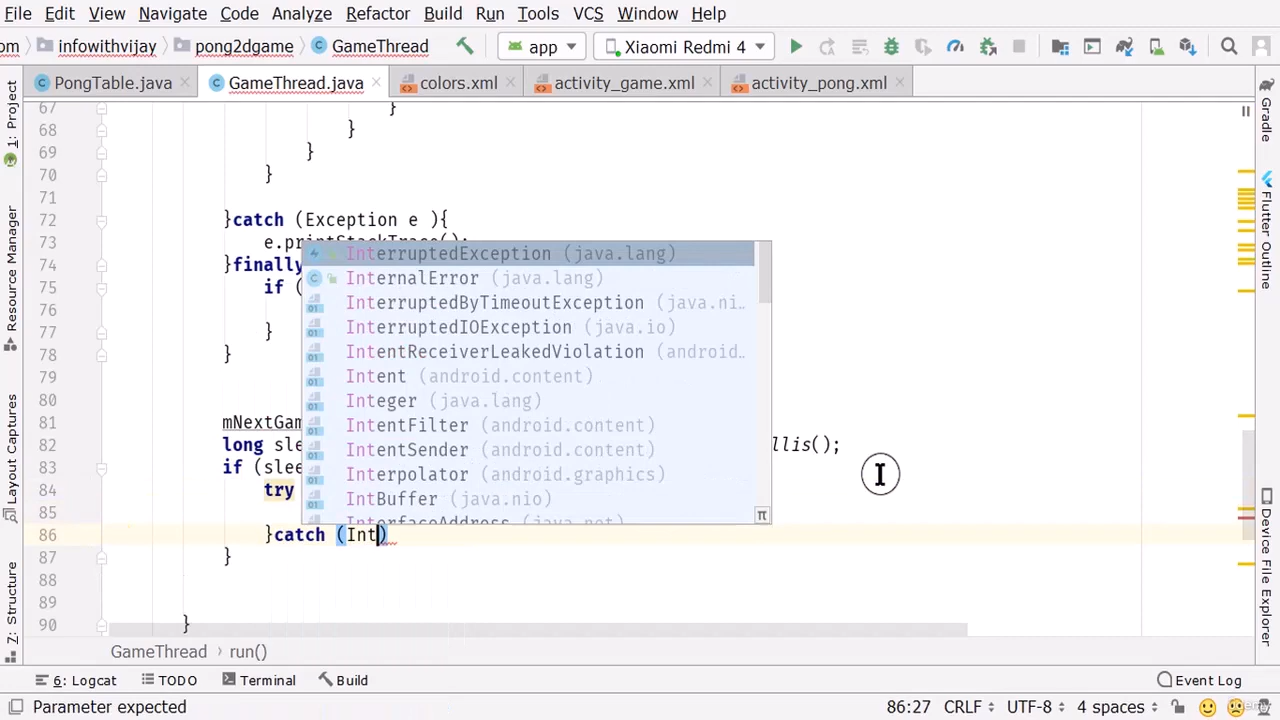 File Edit View Navigate Code Analyze Refactor Build Run Tools VCS Window Help
om infowithvijay pong2dgame GameThread app Xiaomi Redmi 4
PongTable.java GameThread.java colors.xml activity_game.xml activity_pong.xml
1: Project
Resource Manager
Layout Captures
Z: Structure
67 }
68 }
69 }
70 }
71
72 }catch (Exception e ){
73 e.printStackTrace();
74 }finally
75 if (
76
77 }
78 }
79
80
81 mNextGam
82 long sle llis();
83 if (slee
84 try
85
86 }catch (Int)
87 }
88
89
90 }
InterruptedException (java.lang)
InternalError (java.lang)
InterruptedByTimeoutException (java.ni…
InterruptedIOException (java.io)
IntentReceiverLeakedViolation (android…
Intent (android.content)
Integer (java.lang)
IntentFilter (android.content)
IntentSender (android.content)
Interpolator (android.graphics)
IntBuffer (java.nio)
InterfaceAddress (java.net)
π
Gradle
Flutter Outline
Device File Explorer
GameThread run()
6: Logcat TODO Terminal Build Event Log
Parameter expected 86:27 CRLF UTF-8 4 spaces